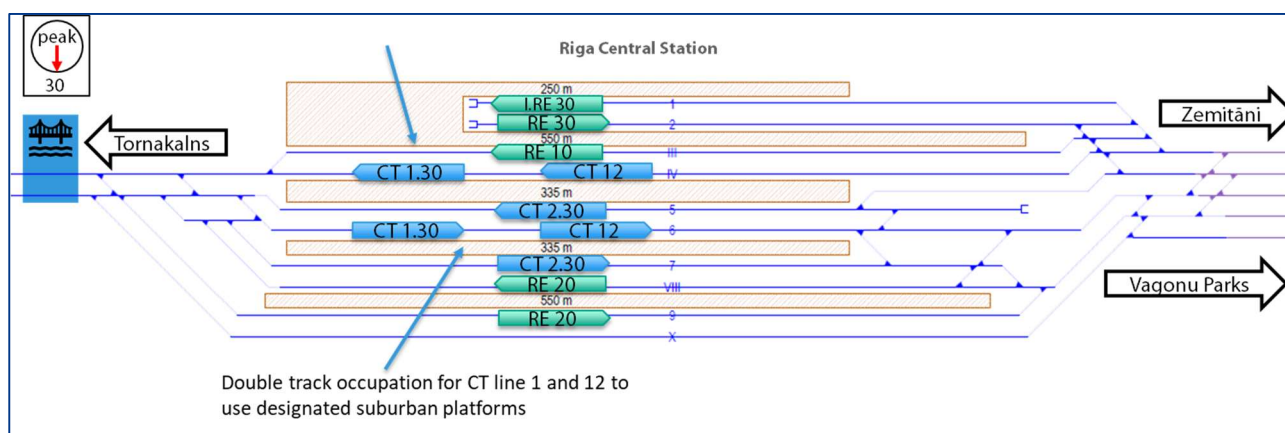 peak
30
Riga Central Station
Tornakalns
Zemitāni
Vagonu Parks
250 m
I.RE 30
1
RE 30
2
550 m
RE 10
III
CT 1.30
CT 12
IV
335 m
CT 2.30
5
CT 1.30
CT 12
6
335 m
CT 2.30
7
RE 20
VIII
550 m
RE 20
9
X
Double track occupation for CT line 1 and 12 to
use designated suburban platforms